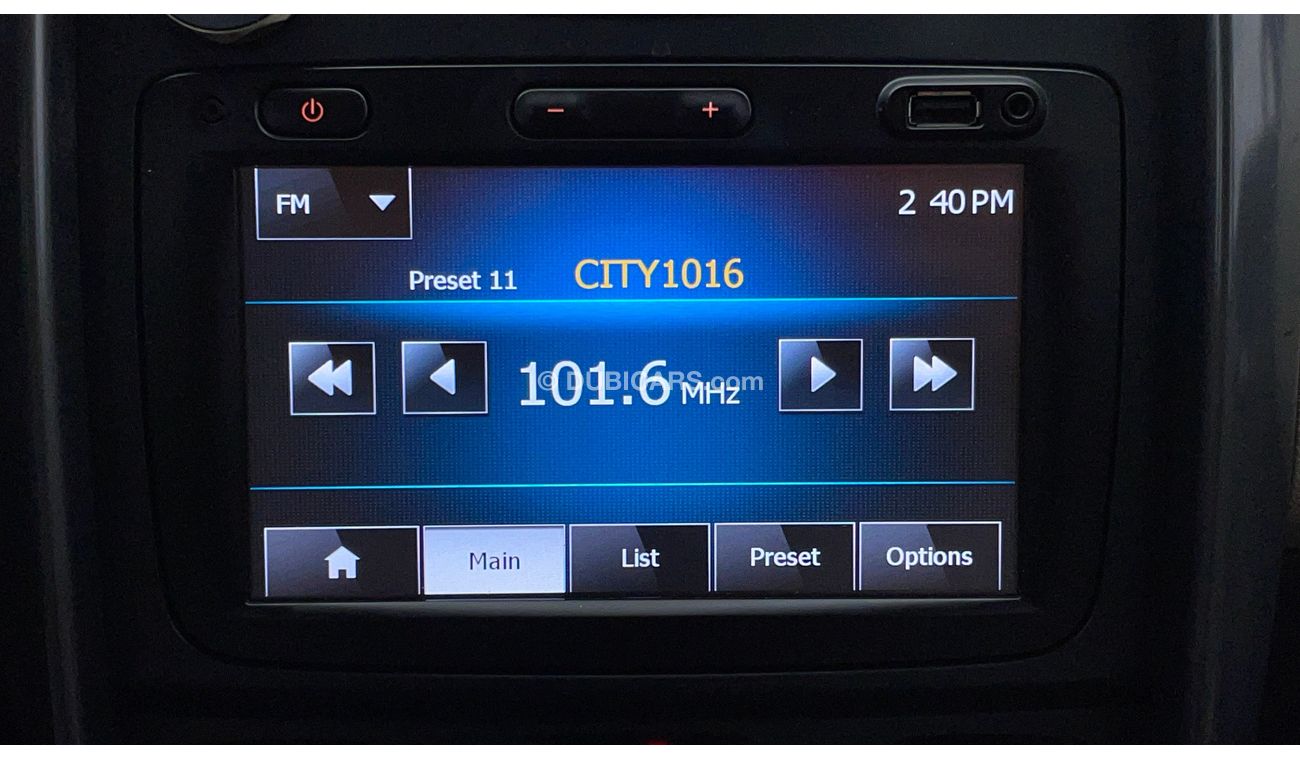 − +
FM 2 40 PM
Preset 11 CITY1016
101.6 MHz
© DUBICARS.com
Main List Preset Options